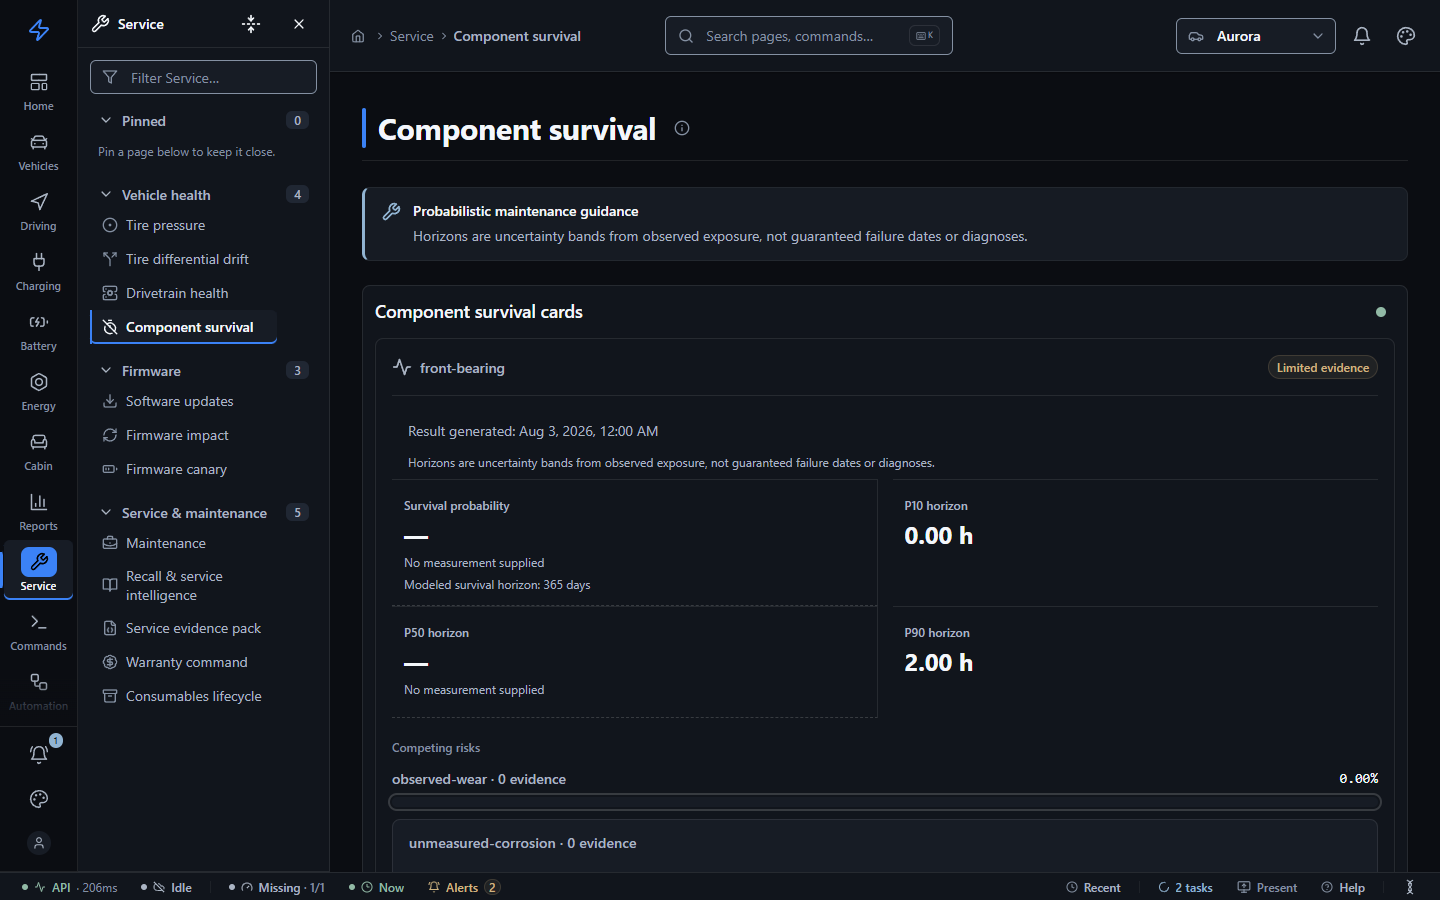 Service
Service
Component survival
Search pages, commands...
K
Aurora
Home
Vehicles
Driving
Charging
Battery
Energy
Cabin
Reports
Service
Commands
Automation
1
Filter Service...
Pinned
0
Pin a page below to keep it close.
Vehicle health
4
Tire pressure
Tire differential drift
Drivetrain health
Component survival
Firmware
3
Software updates
Firmware impact
Firmware canary
Service & maintenance
5
Maintenance
Recall & service
intelligence
Service evidence pack
Warranty command
Consumables lifecycle
Component survival
Probabilistic maintenance guidance
Horizons are uncertainty bands from observed exposure, not guaranteed failure dates or diagnoses.
Component survival cards
front-bearing
Limited evidence
Result generated: Aug 3, 2026, 12:00 AM
Horizons are uncertainty bands from observed exposure, not guaranteed failure dates or diagnoses.
Survival probability
—
No measurement supplied
Modeled survival horizon: 365 days
P10 horizon
0.00 h
P50 horizon
—
No measurement supplied
P90 horizon
2.00 h
Competing risks
observed-wear · 0 evidence
0.00%
unmeasured-corrosion · 0 evidence
API · 206ms
Idle
Missing · 1/1
Now
Alerts 2
Recent
2 tasks
Present
Help